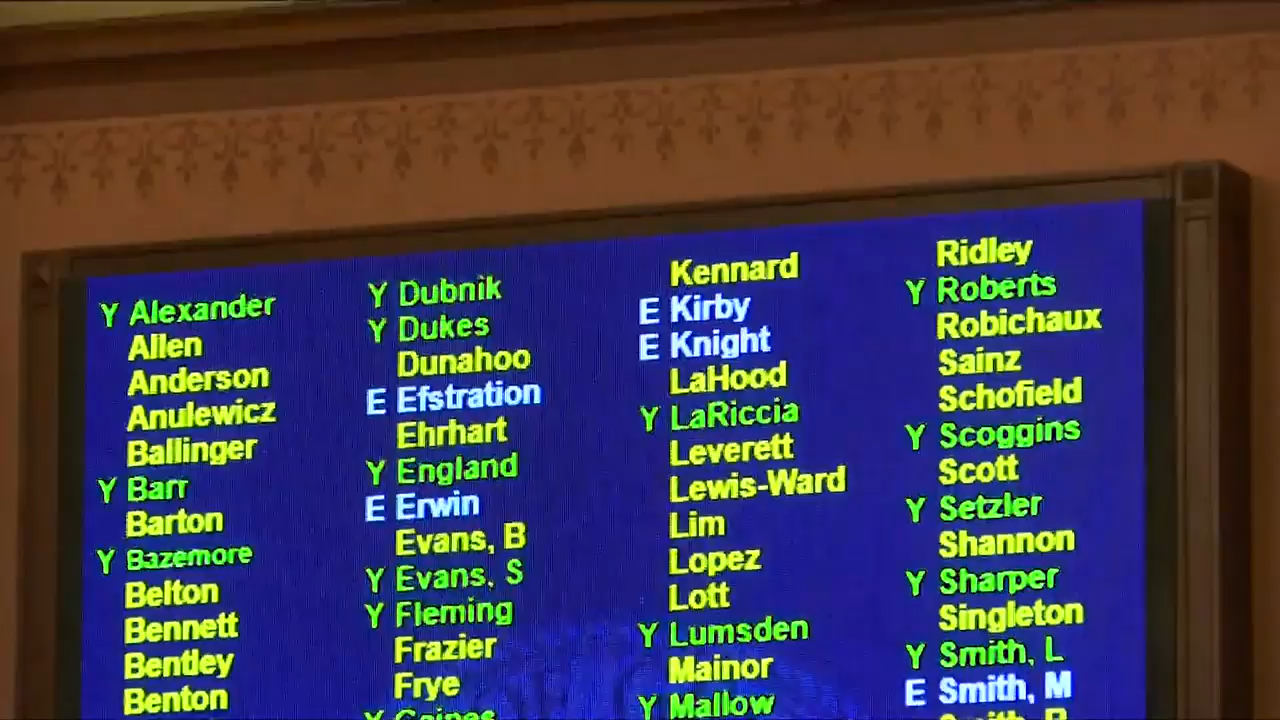 Y Alexander
Allen
Anderson
Anulewicz
Ballinger
Y Barr
Barton
Y Bazemore
Belton
Bennett
Bentley
Benton
Y Dubnik
Y Dukes
Dunahoo
E Efstration
Ehrhart
Y England
E Erwin
Evans, B
Y Evans, S
Y Fleming
Frazier
Frye
Y Gaines
Kennard
E Kirby
E Knight
LaHood
Y LaRiccia
Leverett
Lewis-Ward
Lim
Lopez
Lott
Y Lumsden
Mainor
Y Mallow
Ridley
Y Roberts
Robichaux
Sainz
Schofield
Y Scoggins
Scott
Y Setzler
Shannon
Y Sharper
Singleton
Y Smith, L
E Smith, M